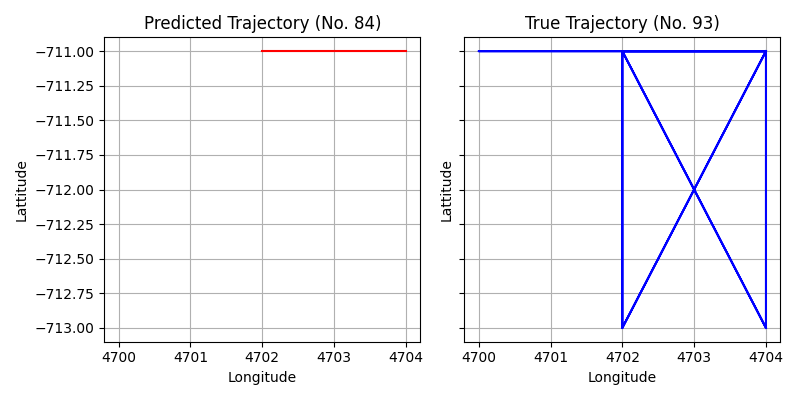 Predicted Trajectory (No. 84)
True Trajectory (No. 93)
−711.00
−711.25
−711.50
−711.75
−712.00
−712.25
−712.50
−712.75
−713.00
Lattitude
Lattitude
4700 4701 4702 4703 4704
4700 4701 4702 4703 4704
Longitude
Longitude